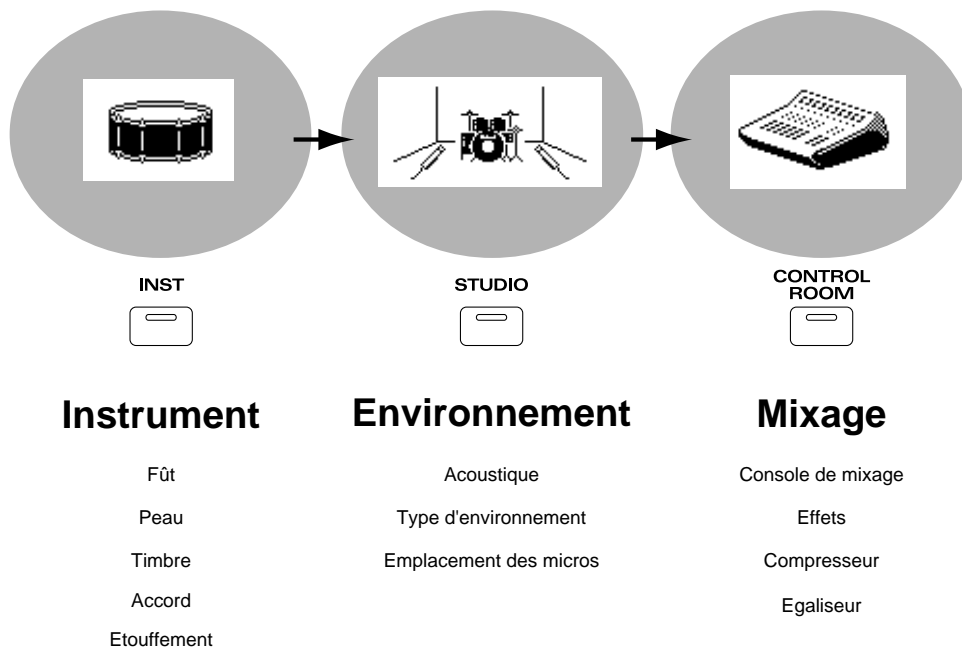 INST
STUDIO
CONTROL
ROOM
Instrument
Environnement
Mixage
Fût
Acoustique
Console de mixage
Peau
Type d'environnement
Effets
Timbre
Emplacement des micros
Compresseur
Accord
Egaliseur
Etouffement